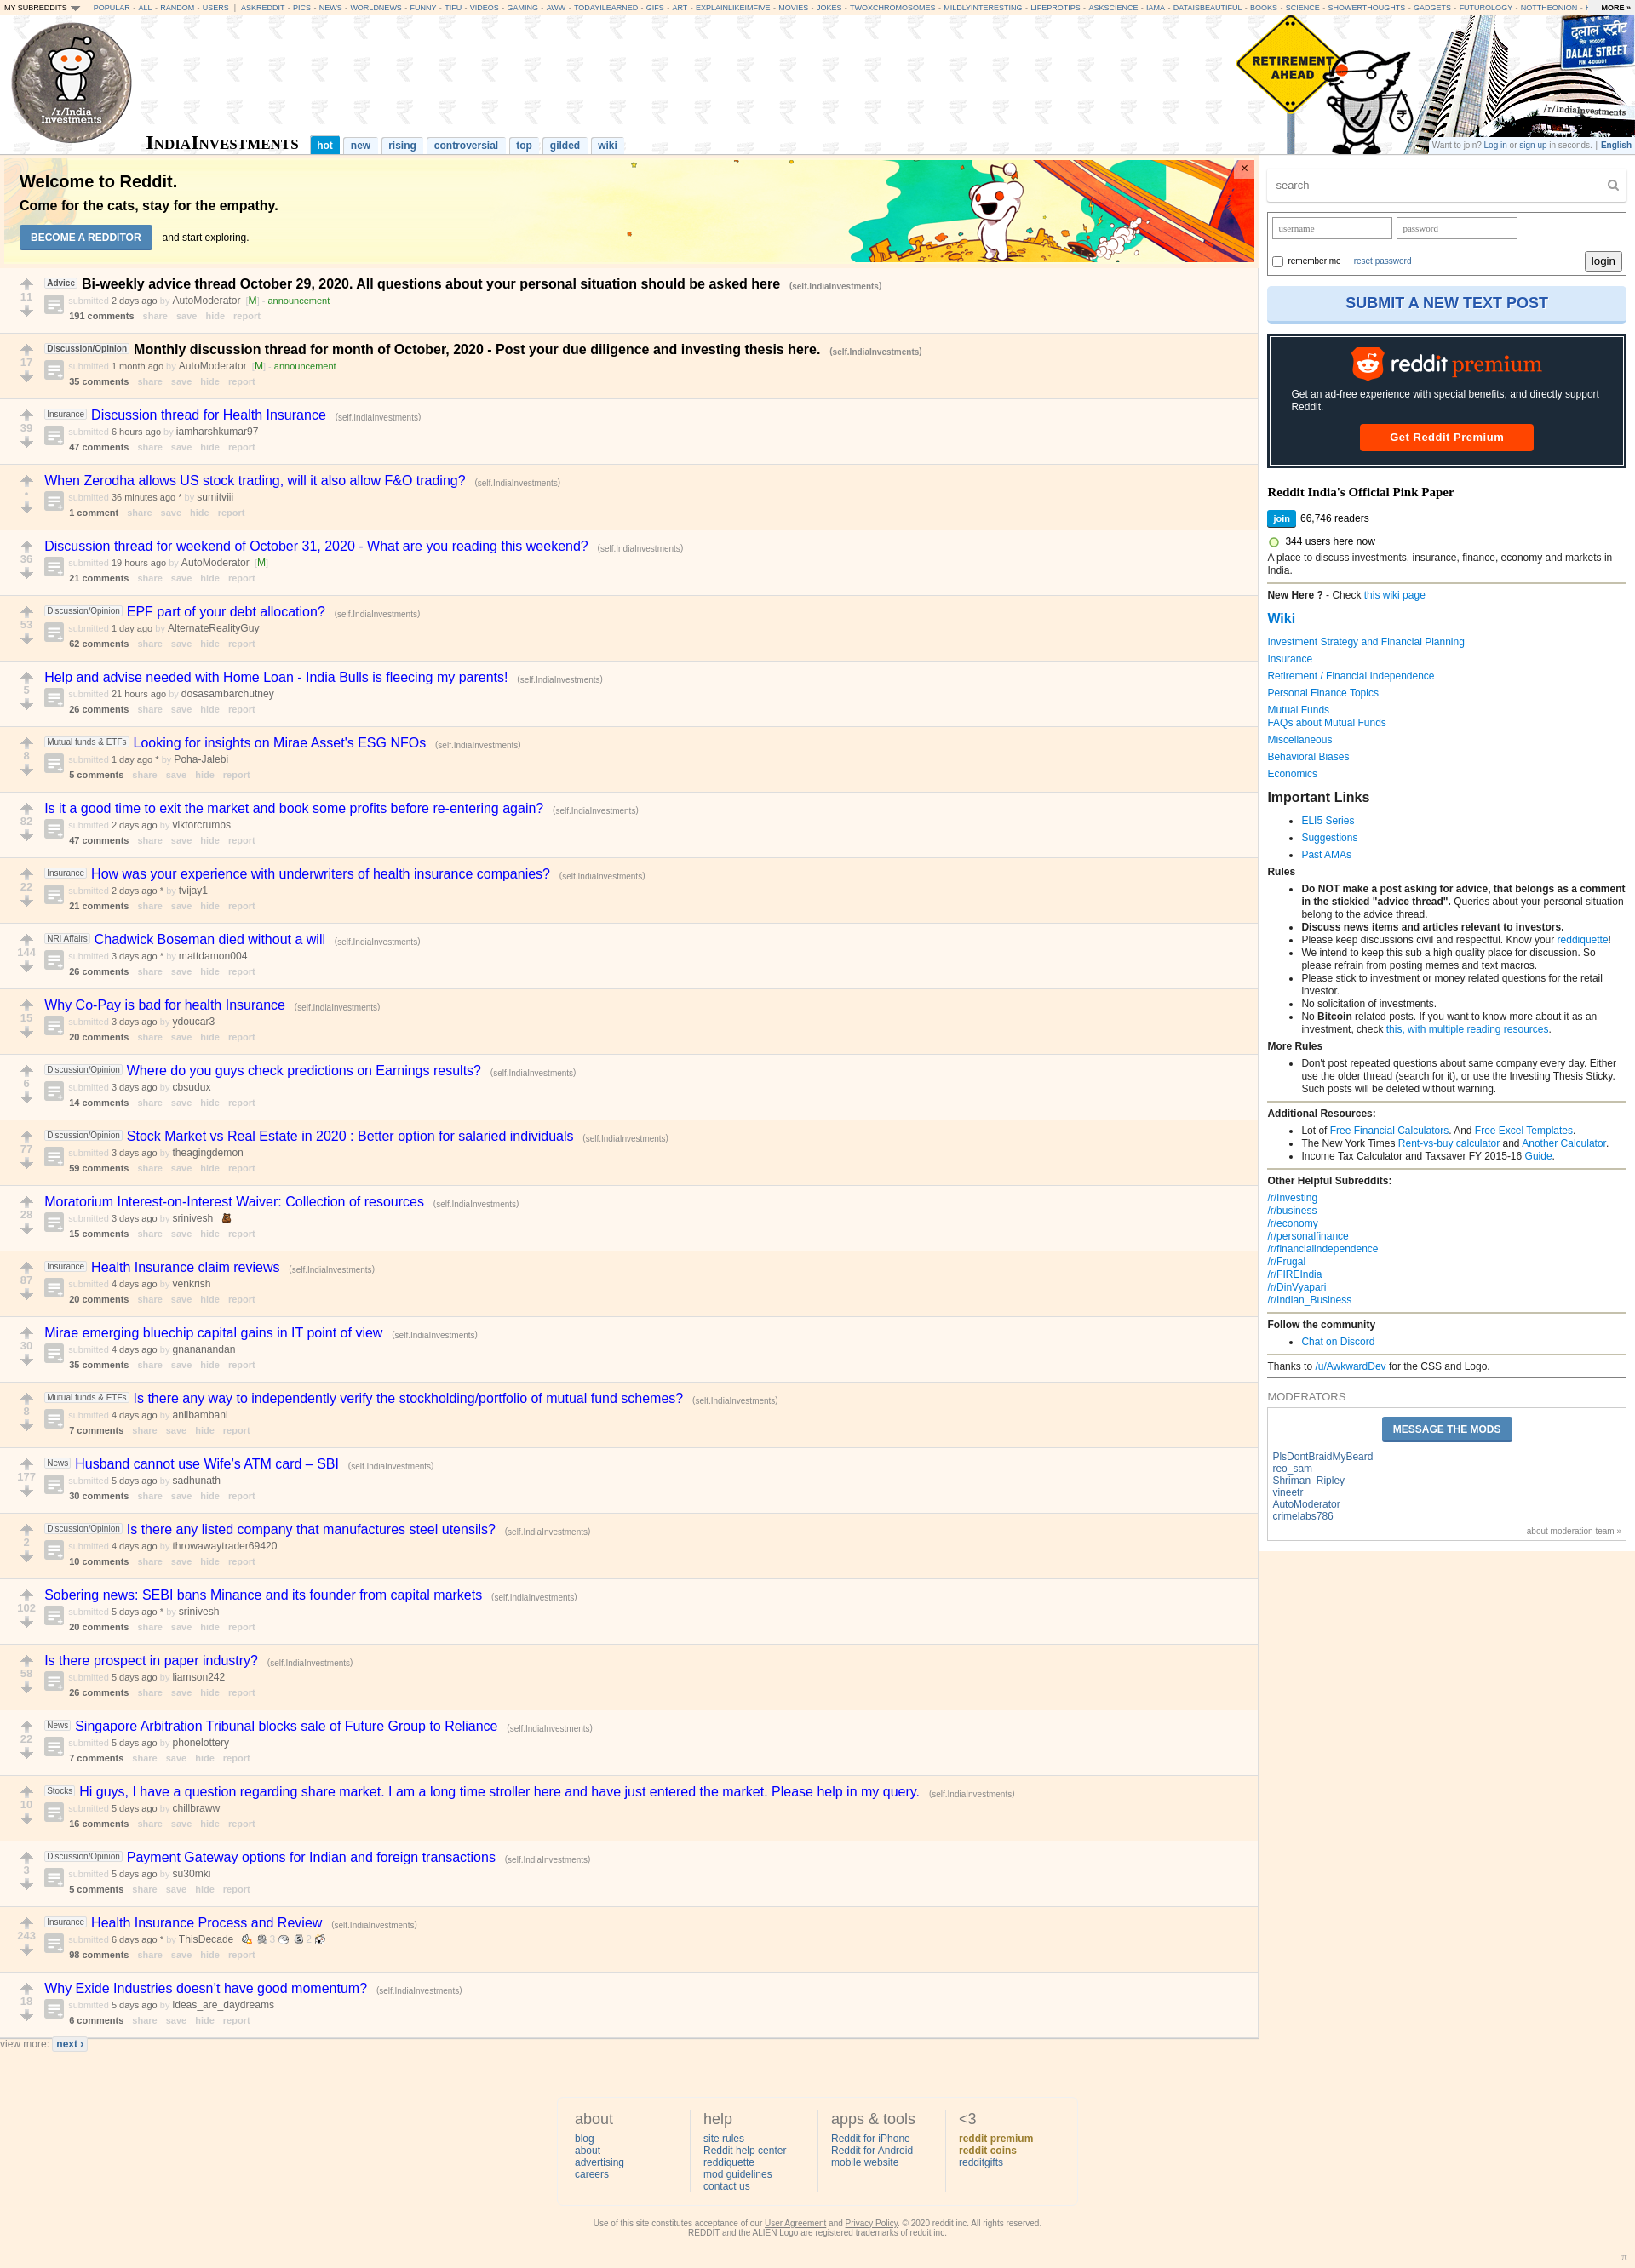 MY SUBREDDITS POPULAR - ALL - RANDOM - USERS | ASKREDDIT - PICS - NEWS - WORLDNEWS - FUNNY - TIFU - VIDEOS - GAMING - AWW - TODAYILEARNED - GIFS - ART - EXPLAINLIKEIMFIVE - MOVIES - JOKES - TWOXCHROMOSOMES - MILDLYINTERESTING - LIFEPROTIPS - ASKSCIENCE - IAMA - DATAISBEAUTIFUL - BOOKS - SCIENCE - SHOWERTHOUGHTS - GADGETS - FUTUROLOGY - NOTTHEONION - MORE »
/r/India
Investments
RETIREMENT
AHEAD
दलाल स्ट्रीट
DALAL STREET
/r/IndiaInvestments
IndiaInvestments hot new rising controversial top gilded wiki
Want to join? Log in or sign up in seconds. | English
Welcome to Reddit.
Come for the cats, stay for the empathy.
BECOME A REDDITOR and start exploring.
×
Advice Bi-weekly advice thread October 29, 2020. All questions about your personal situation should be asked here (self.IndiaInvestments)
11
submitted 2 days ago by AutoModerator [M] - announcement
191 comments share save hide report
Discussion/Opinion Monthly discussion thread for month of October, 2020 - Post your due diligence and investing thesis here. (self.IndiaInvestments)
17
submitted 1 month ago by AutoModerator [M] - announcement
35 comments share save hide report
Insurance Discussion thread for Health Insurance (self.IndiaInvestments)
39
submitted 6 hours ago by iamharshkumar97
47 comments share save hide report
When Zerodha allows US stock trading, will it also allow F&O trading? (self.IndiaInvestments)
•
submitted 36 minutes ago * by sumitviii
1 comment share save hide report
Discussion thread for weekend of October 31, 2020 - What are you reading this weekend? (self.IndiaInvestments)
36
submitted 19 hours ago by AutoModerator [M]
21 comments share save hide report
Discussion/Opinion EPF part of your debt allocation? (self.IndiaInvestments)
53
submitted 1 day ago by AlternateRealityGuy
62 comments share save hide report
Help and advise needed with Home Loan - India Bulls is fleecing my parents! (self.IndiaInvestments)
5
submitted 21 hours ago by dosasambarchutney
26 comments share save hide report
Mutual funds & ETFs Looking for insights on Mirae Asset's ESG NFOs (self.IndiaInvestments)
8
submitted 1 day ago * by Poha-Jalebi
5 comments share save hide report
Is it a good time to exit the market and book some profits before re-entering again? (self.IndiaInvestments)
82
submitted 2 days ago by viktorcrumbs
47 comments share save hide report
Insurance How was your experience with underwriters of health insurance companies? (self.IndiaInvestments)
22
submitted 2 days ago * by tvijay1
21 comments share save hide report
NRI Affairs Chadwick Boseman died without a will (self.IndiaInvestments)
144
submitted 3 days ago * by mattdamon004
26 comments share save hide report
Why Co-Pay is bad for health Insurance (self.IndiaInvestments)
15
submitted 3 days ago by ydoucar3
20 comments share save hide report
Discussion/Opinion Where do you guys check predictions on Earnings results? (self.IndiaInvestments)
6
submitted 3 days ago by cbsudux
14 comments share save hide report
Discussion/Opinion Stock Market vs Real Estate in 2020 : Better option for salaried individuals (self.IndiaInvestments)
77
submitted 3 days ago by theagingdemon
59 comments share save hide report
Moratorium Interest-on-Interest Waiver: Collection of resources (self.IndiaInvestments)
28
submitted 3 days ago by srinivesh
15 comments share save hide report
Insurance Health Insurance claim reviews (self.IndiaInvestments)
87
submitted 4 days ago by venkrish
20 comments share save hide report
Mirae emerging bluechip capital gains in IT point of view (self.IndiaInvestments)
30
submitted 4 days ago by gnananandan
35 comments share save hide report
Mutual funds & ETFs Is there any way to independently verify the stockholding/portfolio of mutual fund schemes? (self.IndiaInvestments)
8
submitted 4 days ago by anilbambani
7 comments share save hide report
News Husband cannot use Wife's ATM card – SBI (self.IndiaInvestments)
177
submitted 5 days ago by sadhunath
30 comments share save hide report
Discussion/Opinion Is there any listed company that manufactures steel utensils? (self.IndiaInvestments)
2
submitted 4 days ago by throwawaytrader69420
10 comments share save hide report
Sobering news: SEBI bans Minance and its founder from capital markets (self.IndiaInvestments)
102
submitted 5 days ago * by srinivesh
20 comments share save hide report
Is there prospect in paper industry? (self.IndiaInvestments)
58
submitted 5 days ago by liamson242
26 comments share save hide report
News Singapore Arbitration Tribunal blocks sale of Future Group to Reliance (self.IndiaInvestments)
22
submitted 5 days ago by phonelottery
7 comments share save hide report
Stocks Hi guys, I have a question regarding share market. I am a long time stroller here and have just entered the market. Please help in my query. (self.IndiaInvestments)
10
submitted 5 days ago by chillbraww
16 comments share save hide report
Discussion/Opinion Payment Gateway options for Indian and foreign transactions (self.IndiaInvestments)
3
submitted 5 days ago by su30mki
5 comments share save hide report
Insurance Health Insurance Process and Review (self.IndiaInvestments)
243
submitted 6 days ago * by ThisDecade 3 2
98 comments share save hide report
Why Exide Industries doesn't have good momentum? (self.IndiaInvestments)
18
submitted 5 days ago by ideas_are_daydreams
6 comments share save hide report
view more: next ›
search
username password
remember me reset password login
SUBMIT A NEW TEXT POST
reddit premium
Get an ad-free experience with special benefits, and directly support
Reddit.
Get Reddit Premium
Reddit India's Official Pink Paper
join 66,746 readers
344 users here now
A place to discuss investments, insurance, finance, economy and markets in
India.
New Here ? - Check this wiki page
Wiki
Investment Strategy and Financial Planning
Insurance
Retirement / Financial Independence
Personal Finance Topics
Mutual Funds
FAQs about Mutual Funds
Miscellaneous
Behavioral Biases
Economics
Important Links
ELI5 Series
Suggestions
Past AMAs
Rules
Do NOT make a post asking for advice, that belongs as a comment
in the stickied "advice thread". Queries about your personal situation
belong to the advice thread.
Discuss news items and articles relevant to investors.
Please keep discussions civil and respectful. Know your reddiquette!
We intend to keep this sub a high quality place for discussion. So
please refrain from posting memes and text macros.
Please stick to investment or money related questions for the retail
investor.
No solicitation of investments.
No Bitcoin related posts. If you want to know more about it as an
investment, check this, with multiple reading resources.
More Rules
Don't post repeated questions about same company every day. Either
use the older thread (search for it), or use the Investing Thesis Sticky.
Such posts will be deleted without warning.
Additional Resources:
Lot of Free Financial Calculators. And Free Excel Templates.
The New York Times Rent-vs-buy calculator and Another Calculator.
Income Tax Calculator and Taxsaver FY 2015-16 Guide.
Other Helpful Subreddits:
/r/Investing
/r/business
/r/economy
/r/personalfinance
/r/financialindependence
/r/Frugal
/r/FIREIndia
/r/DinVyapari
/r/Indian_Business
Follow the community
Chat on Discord
Thanks to /u/AwkwardDev for the CSS and Logo.
MODERATORS
MESSAGE THE MODS
PlsDontBraidMyBeard
reo_sam
Shriman_Ripley
vineetr
AutoModerator
crimelabs786
about moderation team »
about
blog
about
advertising
careers
help
site rules
Reddit help center
reddiquette
mod guidelines
contact us
apps & tools
Reddit for iPhone
Reddit for Android
mobile website
<3
reddit premium
reddit coins
redditgifts
Use of this site constitutes acceptance of our User Agreement and Privacy Policy. © 2020 reddit inc. All rights reserved.
REDDIT and the ALIEN Logo are registered trademarks of reddit inc.
π